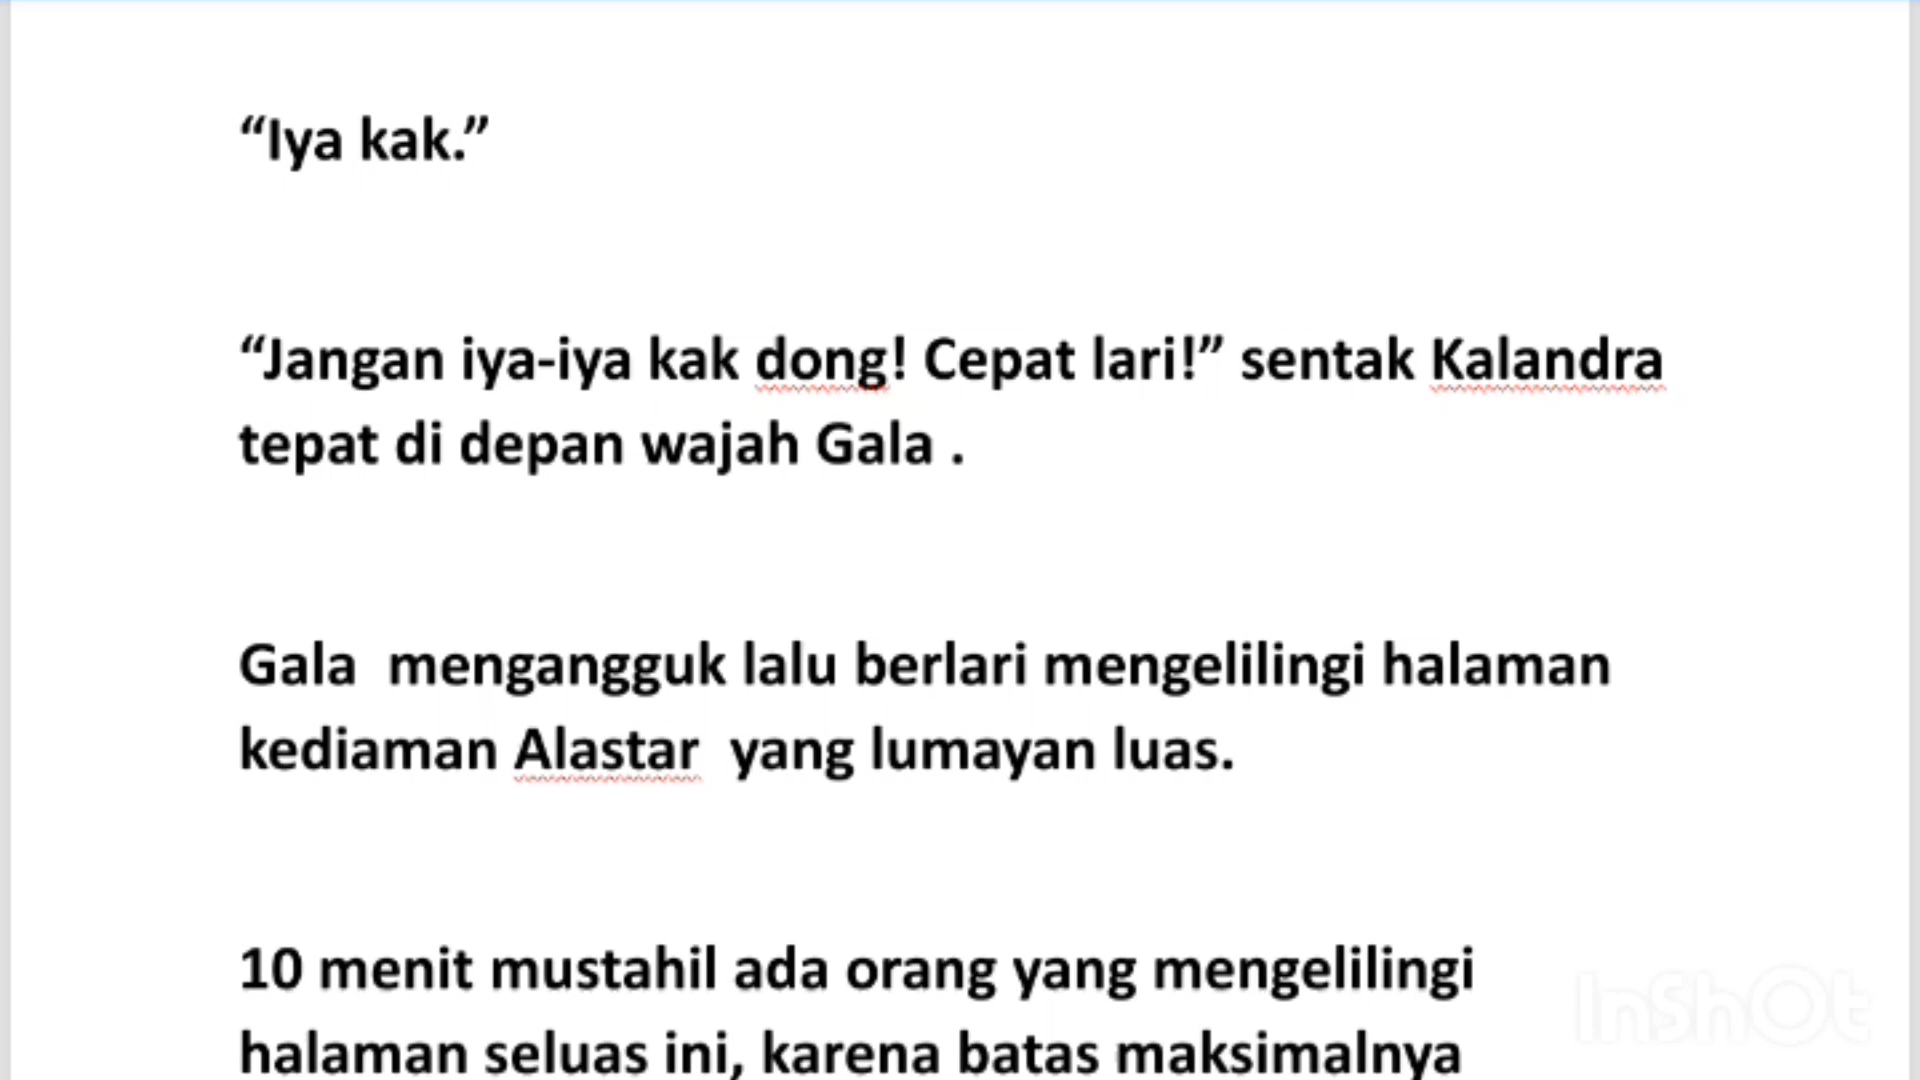 “Iya kak.”
“Jangan iya-iya kak dong! Cepat lari!” sentak Kalandra
tepat di depan wajah Gala .
Gala  mengangguk lalu berlari mengelilingi halaman
kediaman Alastar  yang lumayan luas.
10 menit mustahil ada orang yang mengelilingi
halaman seluas ini, karena batas maksimalnya
InShOt